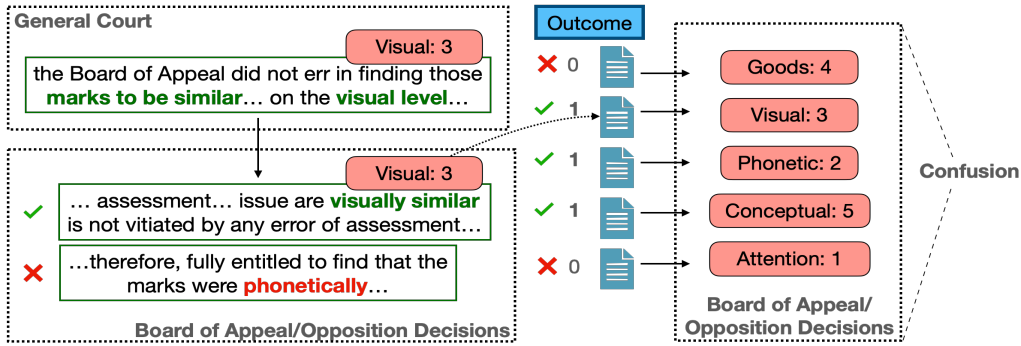 General Court
Visual: 3
the Board of Appeal did not err in finding those
marks to be similar… on the visual level…
Visual: 3
… assessment… issue are visually similar
is not vitiated by any error of assessment…
…therefore, fully entitled to find that the
marks were phonetically…
Board of Appeal/Opposition Decisions
Outcome
0
1
1
1
0
Goods: 4
Visual: 3
Phonetic: 2
Conceptual: 5
Attention: 1
Board of Appeal/
Opposition Decisions
Confusion